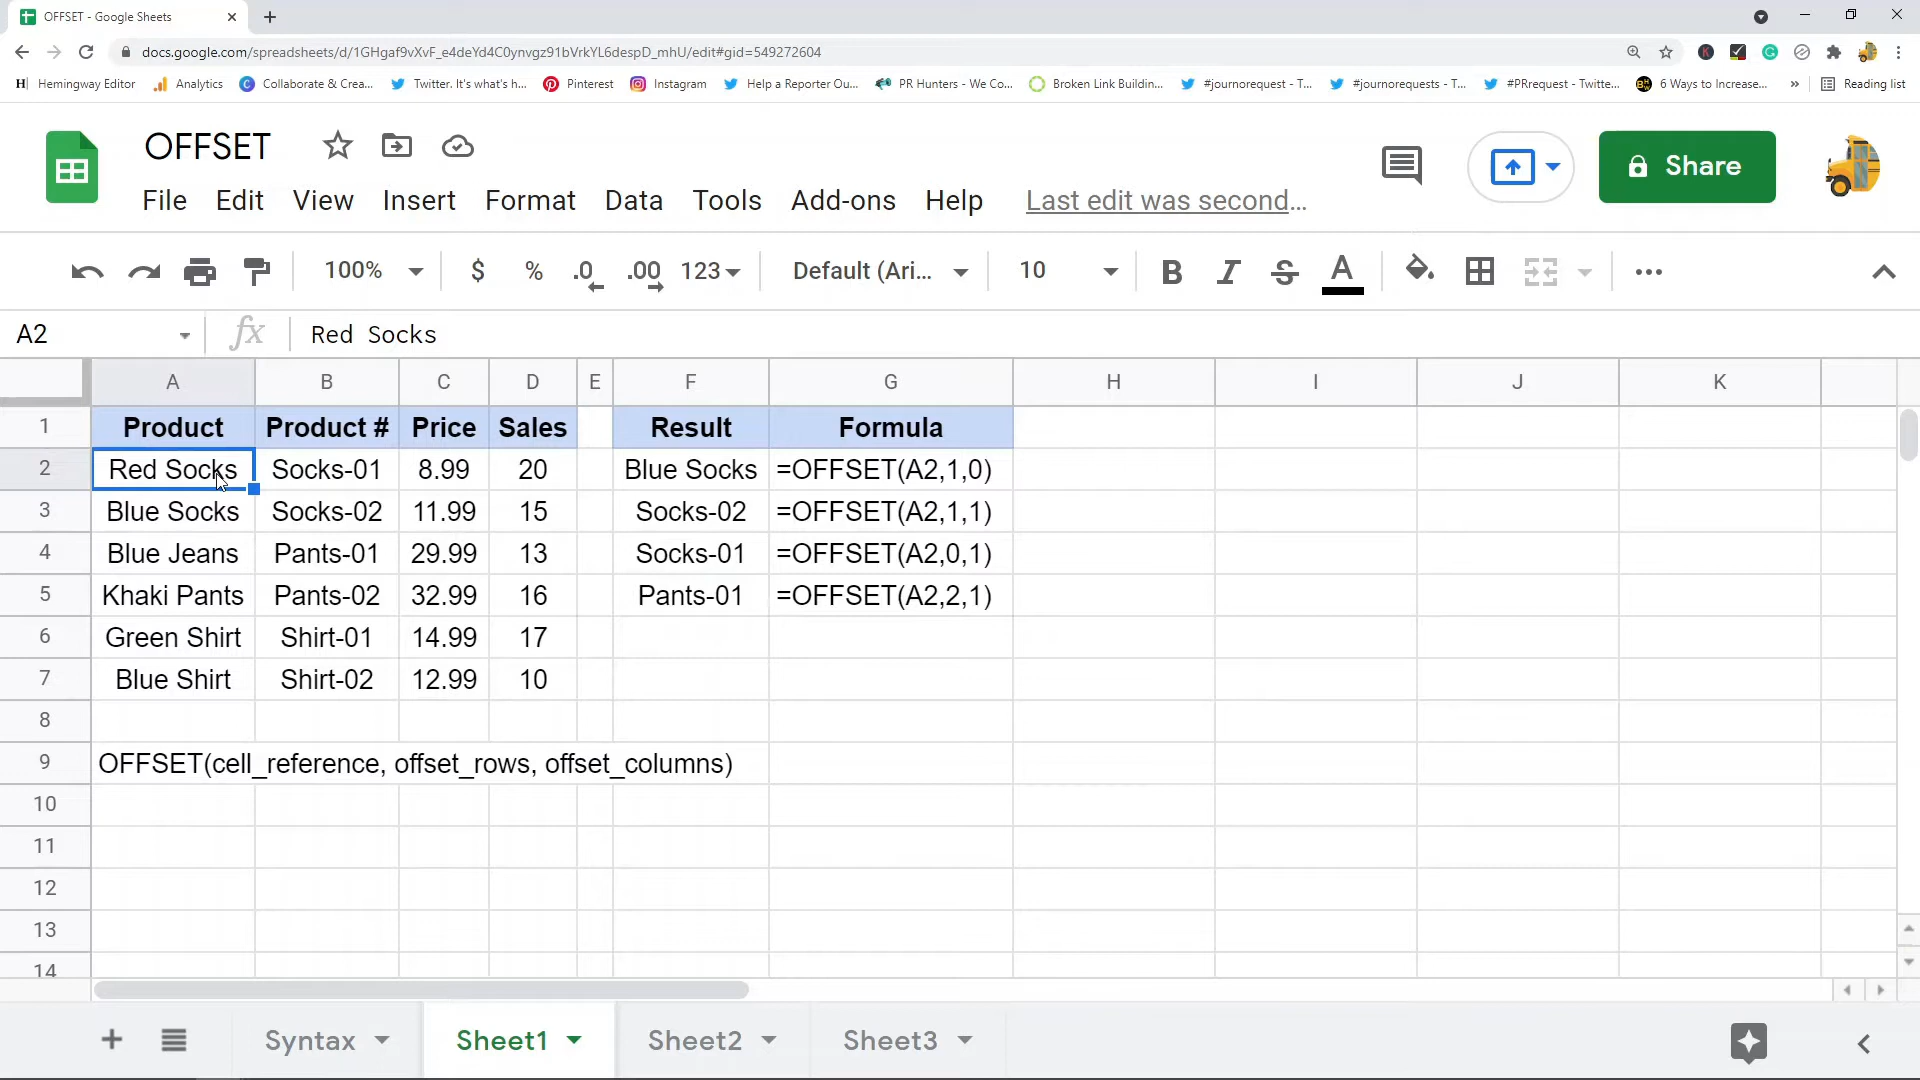 OFFSET - Google Sheets
docs.google.com/spreadsheets/d/1GHgaf9vXvF_e4deYd4C0ynvgz91bVrkYL6despD_mhU/edit#gid=549272604
Hemingway Editor Analytics Collaborate & Crea... Twitter. It's what's h... Pinterest Instagram Help a Reporter Ou... PR Hunters - We Co... Broken Link Buildin... #journorequest - T... #journorequests - T... #PRrequest - Twitte... 6 Ways to Increase... » Reading list
OFFSET
Share
File Edit View Insert Format Data Tools Add-ons Help Last edit was second...
100% $ % .0 .00 123 Default (Ari... 10 B I S A
A2 fx Red Socks
A B C D E F G H I J K
1 Product Product # Price Sales Result Formula
2 Red Socks Socks-01 8.99 20 Blue Socks =OFFSET(A2,1,0)
3 Blue Socks Socks-02 11.99 15 Socks-02 =OFFSET(A2,1,1)
4 Blue Jeans Pants-01 29.99 13 Socks-01 =OFFSET(A2,0,1)
5 Khaki Pants Pants-02 32.99 16 Pants-01 =OFFSET(A2,2,1)
6 Green Shirt Shirt-01 14.99 17
7 Blue Shirt Shirt-02 12.99 10
8
9 OFFSET(cell_reference, offset_rows, offset_columns)
10
11
12
13
14
Syntax Sheet1 Sheet2 Sheet3